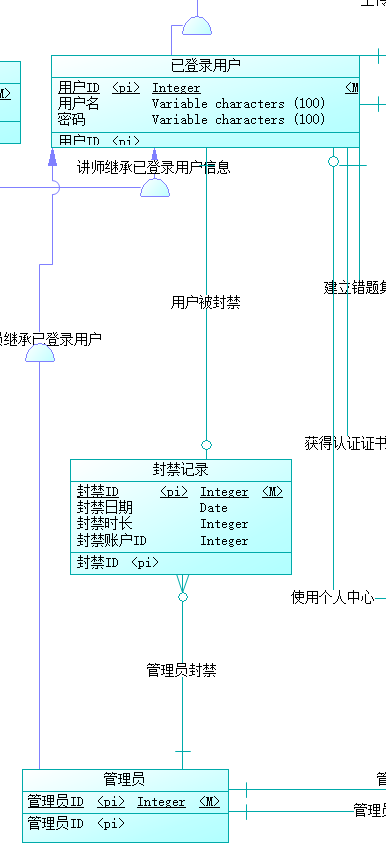 已登录用户
用户ID <pi> Integer <M
用户名 Variable characters (100)
密码 Variable characters (100)
用户ID <pi>
M>
讲师继承已登录用户信息
建立错题集
用户被封禁
继承已登录用户
获得认证证书
封禁记录
封禁ID <pi> Integer <M>
封禁日期 Date
封禁时长 Integer
封禁账户ID Integer
封禁ID <pi>
使用个人中心
管理员封禁
管理员
管理员ID <pi> Integer <M>
管理员ID <pi>
管
管理员